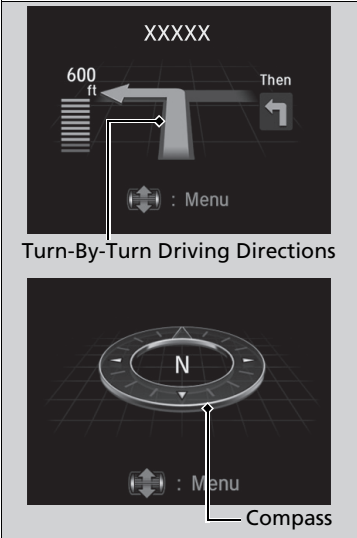 XXXXX
600
ft
Then
: Menu
Turn-By-Turn Driving Directions
N
: Menu
Compass